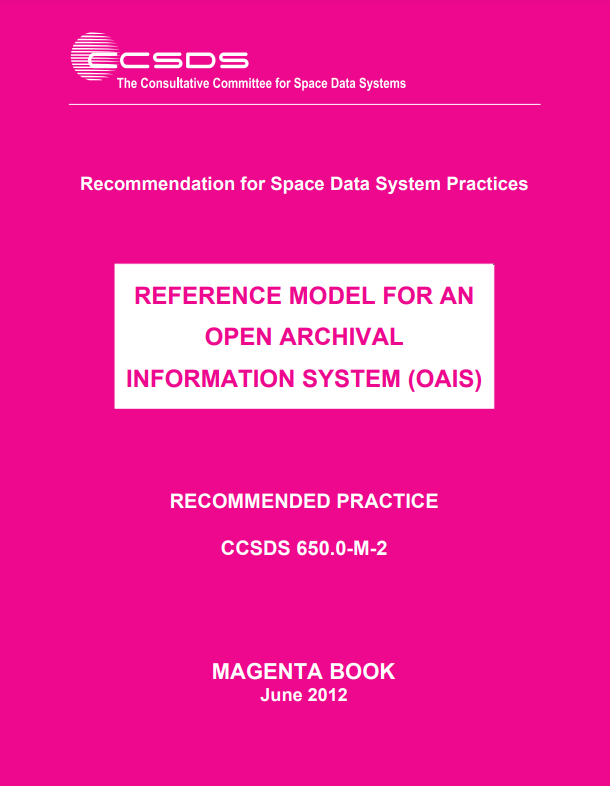 CCSDS
The Consultative Committee for Space Data Systems
Recommendation for Space Data System Practices
REFERENCE MODEL FOR AN
OPEN ARCHIVAL
INFORMATION SYSTEM (OAIS)
RECOMMENDED PRACTICE
CCSDS 650.0-M-2
MAGENTA BOOK
June 2012